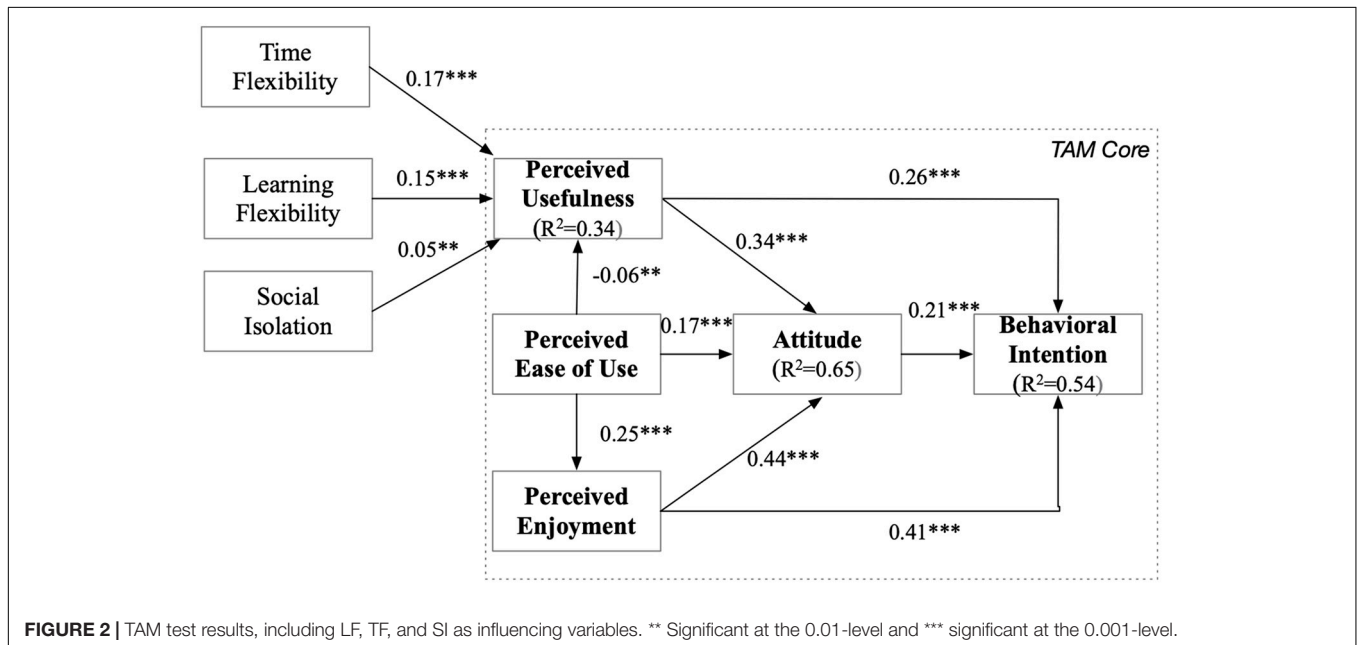 Time
Flexibility
0.17***
TAM Core
Learning
Flexibility
0.15***
Perceived
Usefulness
(R²=0.34)
0.26***
0.34***
0.05**
Social
Isolation
-0.06**
Perceived
Ease of Use
0.17***
Attitude
(R²=0.65)
0.21***
Behavioral
Intention
(R²=0.54)
0.25***
0.44***
Perceived
Enjoyment
0.41***
FIGURE 2 | TAM test results, including LF, TF, and SI as influencing variables. ** Significant at the 0.01-level and *** significant at the 0.001-level.